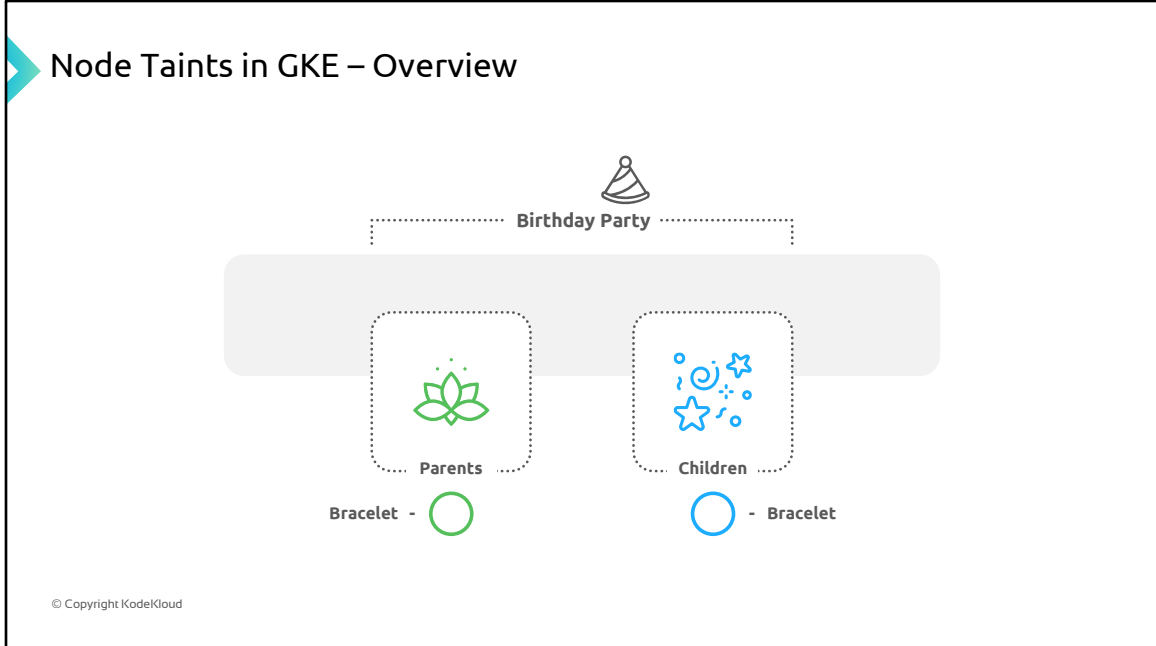 Node Taints in GKE – Overview
Birthday Party
Parents
Children
Bracelet -
- Bracelet
© Copyright KodeKloud